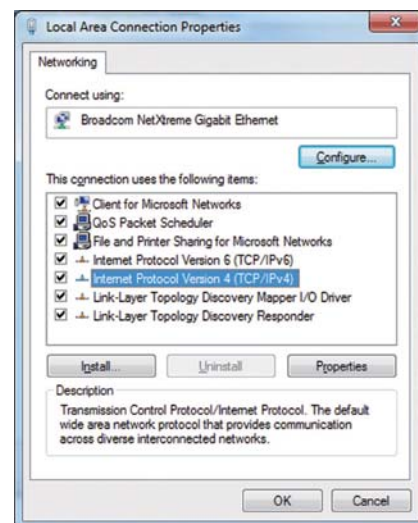 Local Area Connection Properties
Networking
Connect using:
Broadcom NetXtreme Gigabit Ethernet
Configure...
This connection uses the following items:
Client for Microsoft Networks
QoS Packet Scheduler
File and Printer Sharing for Microsoft Networks
Internet Protocol Version 6 (TCP/IPv6)
Internet Protocol Version 4 (TCP/IPv4)
Link-Layer Topology Discovery Mapper I/O Driver
Link-Layer Topology Discovery Responder
Install...
Uninstall
Properties
Description
Transmission Control Protocol/Internet Protocol. The default
wide area network protocol that provides communication
across diverse interconnected networks.
OK
Cancel